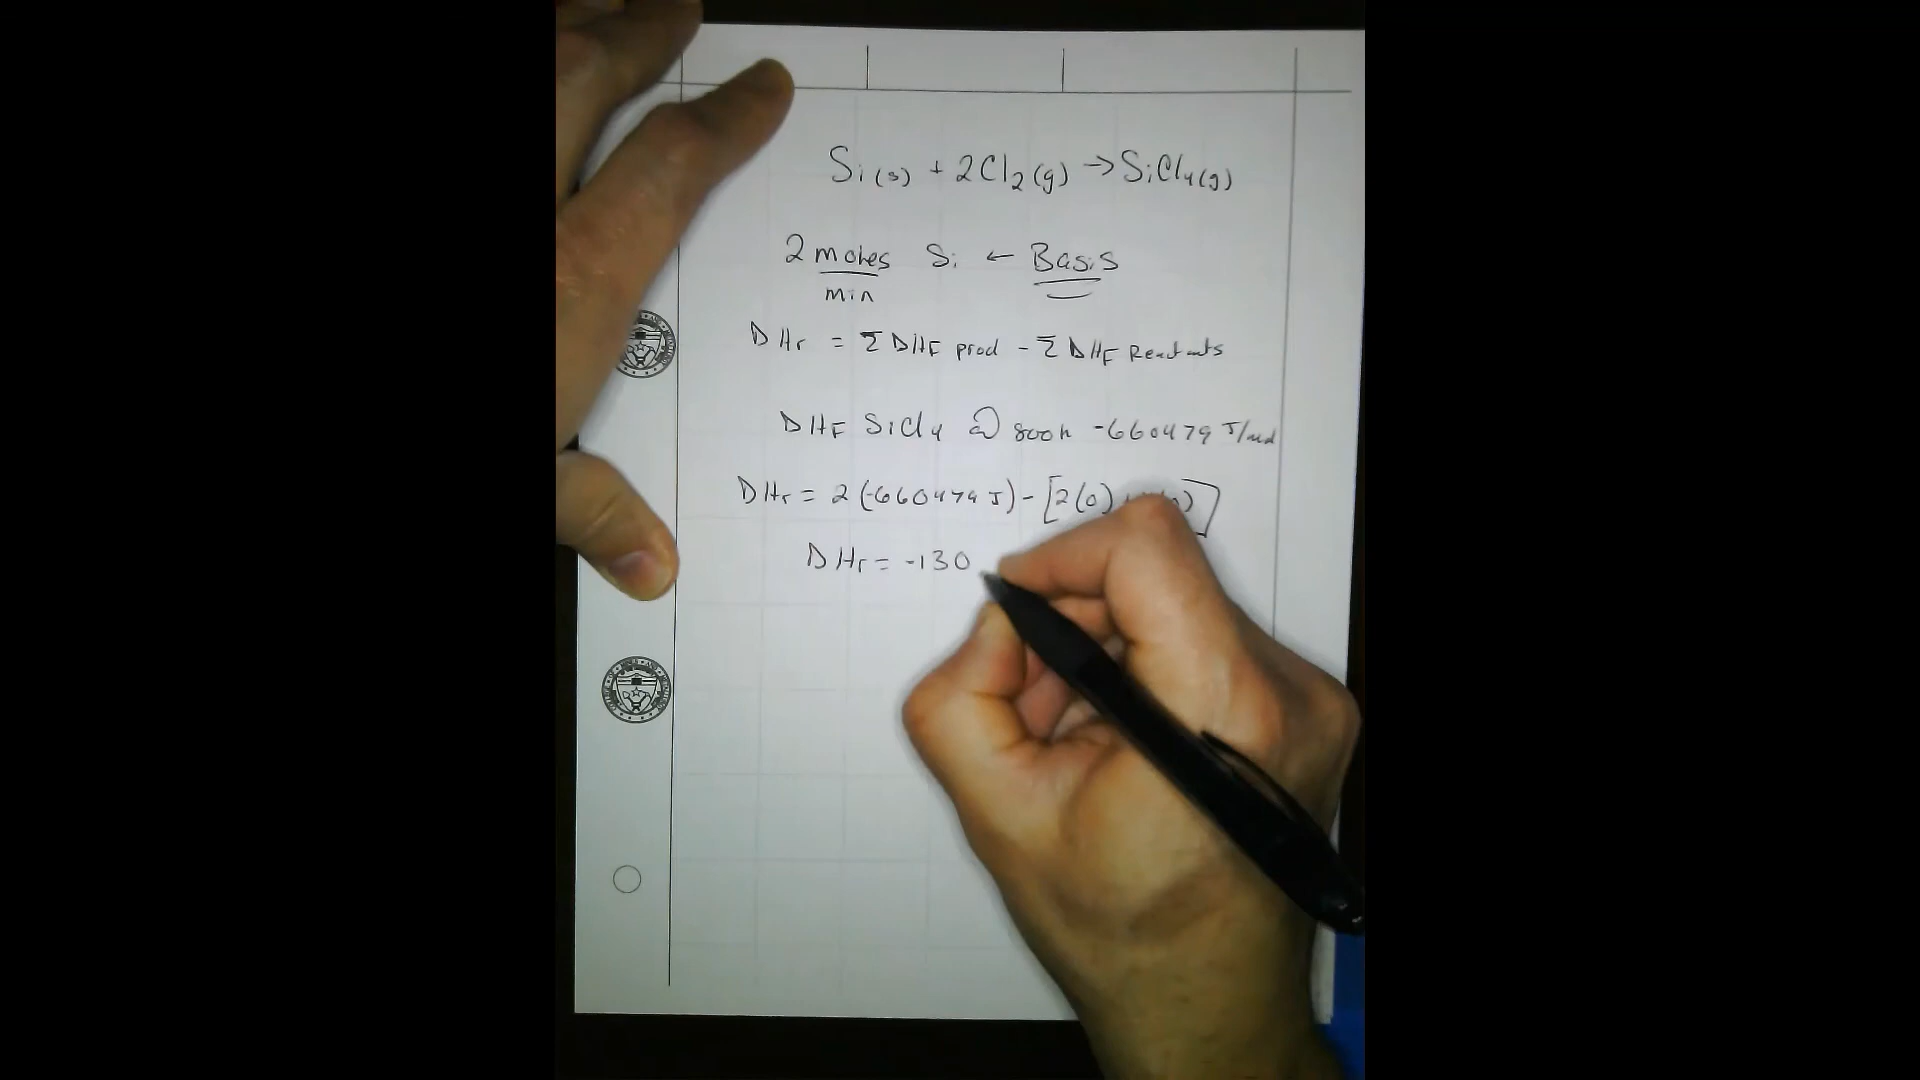 Si(s) + 2Cl2(g) → SiCl4(g)
2 moles Si ← Basis
min
ΔHr = Σ ΔHF prod - Σ ΔHF Reactants
ΔHF SiCl4 @ 800K -660479 J/mol
ΔHr = 2(-660479 J) - [2(0)
ΔHr = -130